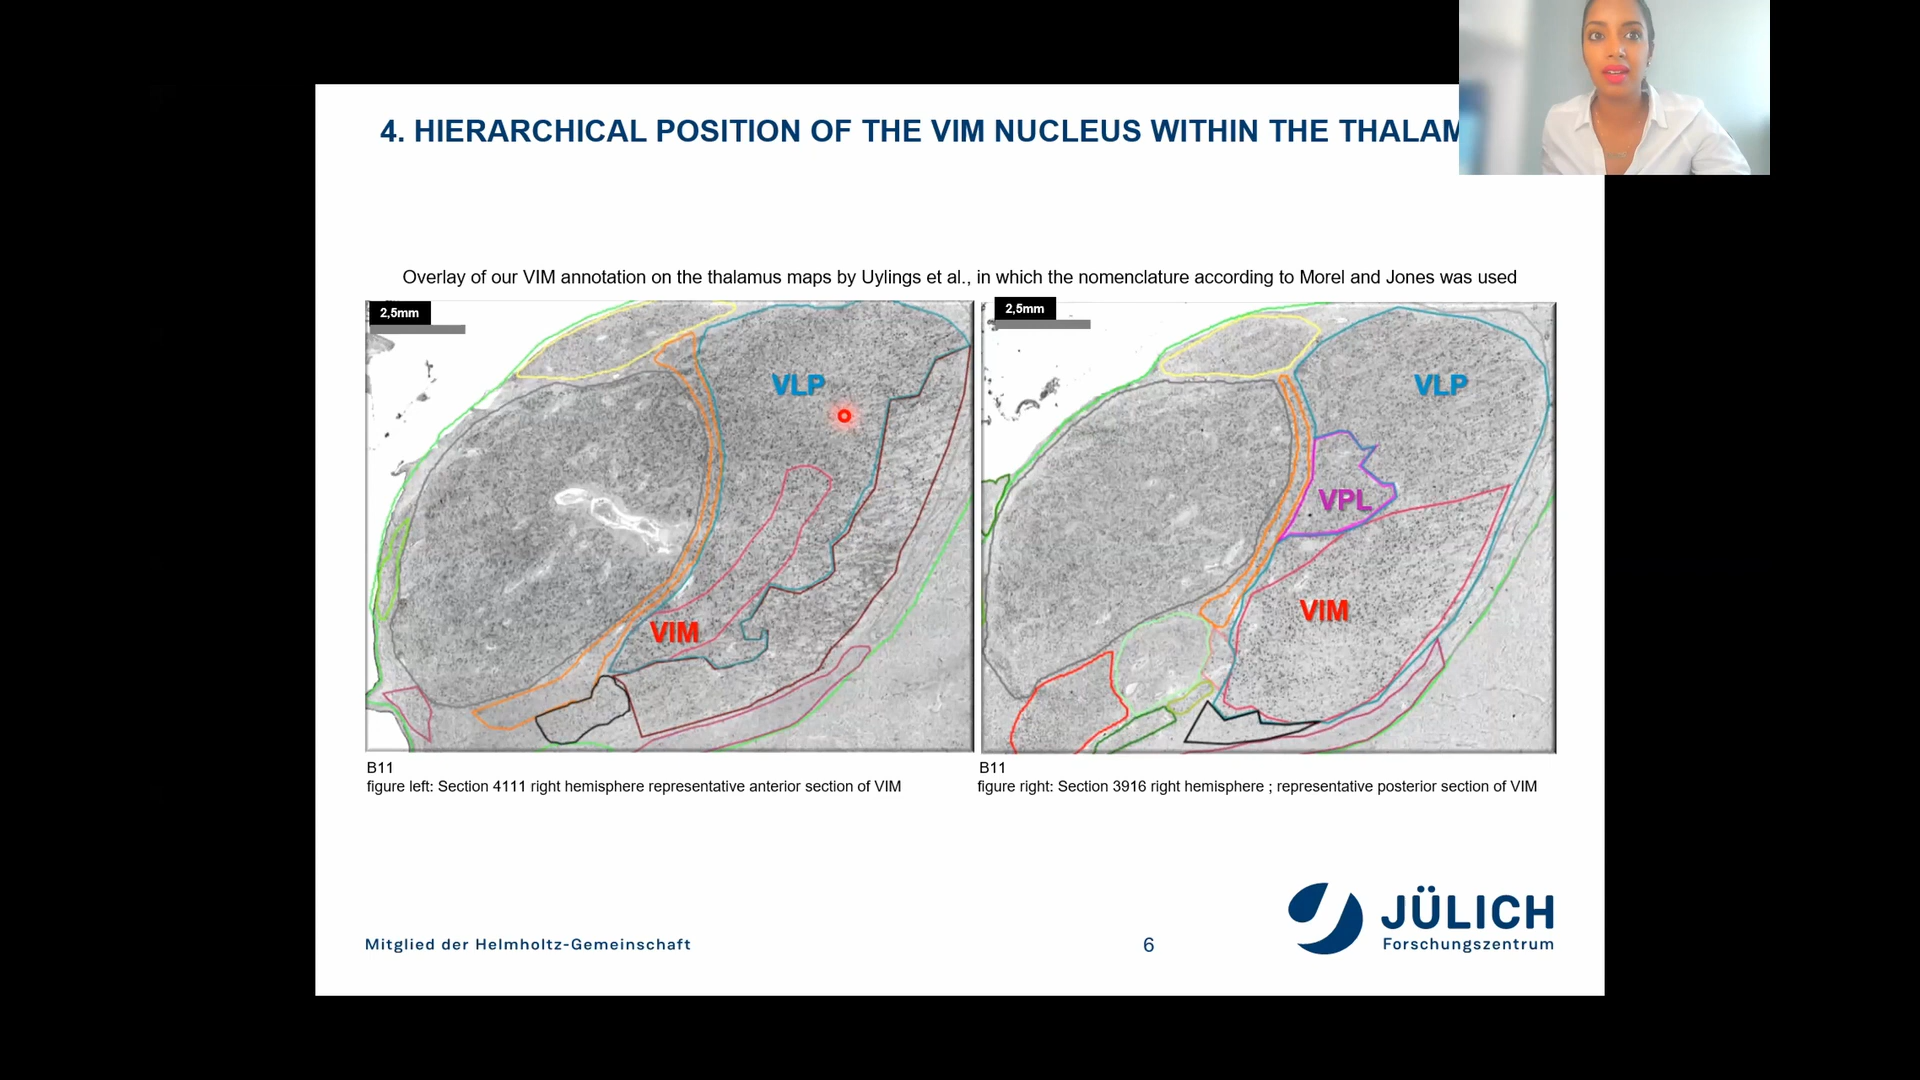 4. HIERARCHICAL POSITION OF THE VIM NUCLEUS WITHIN THE THALAM
Overlay of our VIM annotation on the thalamus maps by Uylings et al., in which the nomenclature according to Morel and Jones was used
2,5mm
VLP
VIM
2,5mm
VLP
VPL
VIM
B11
figure left: Section 4111 right hemisphere representative anterior section of VIM
B11
figure right: Section 3916 right hemisphere ; representative posterior section of VIM
Mitglied der Helmholtz-Gemeinschaft
6
JÜLICH
Forschungszentrum